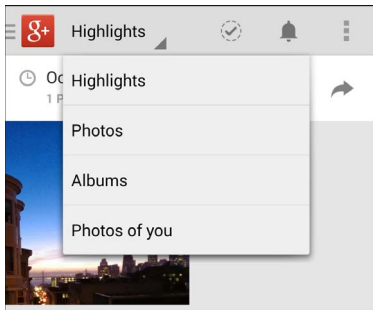 g+ Highlights
Oc
Highlights
1 P
Photos
Albums
Photos of you